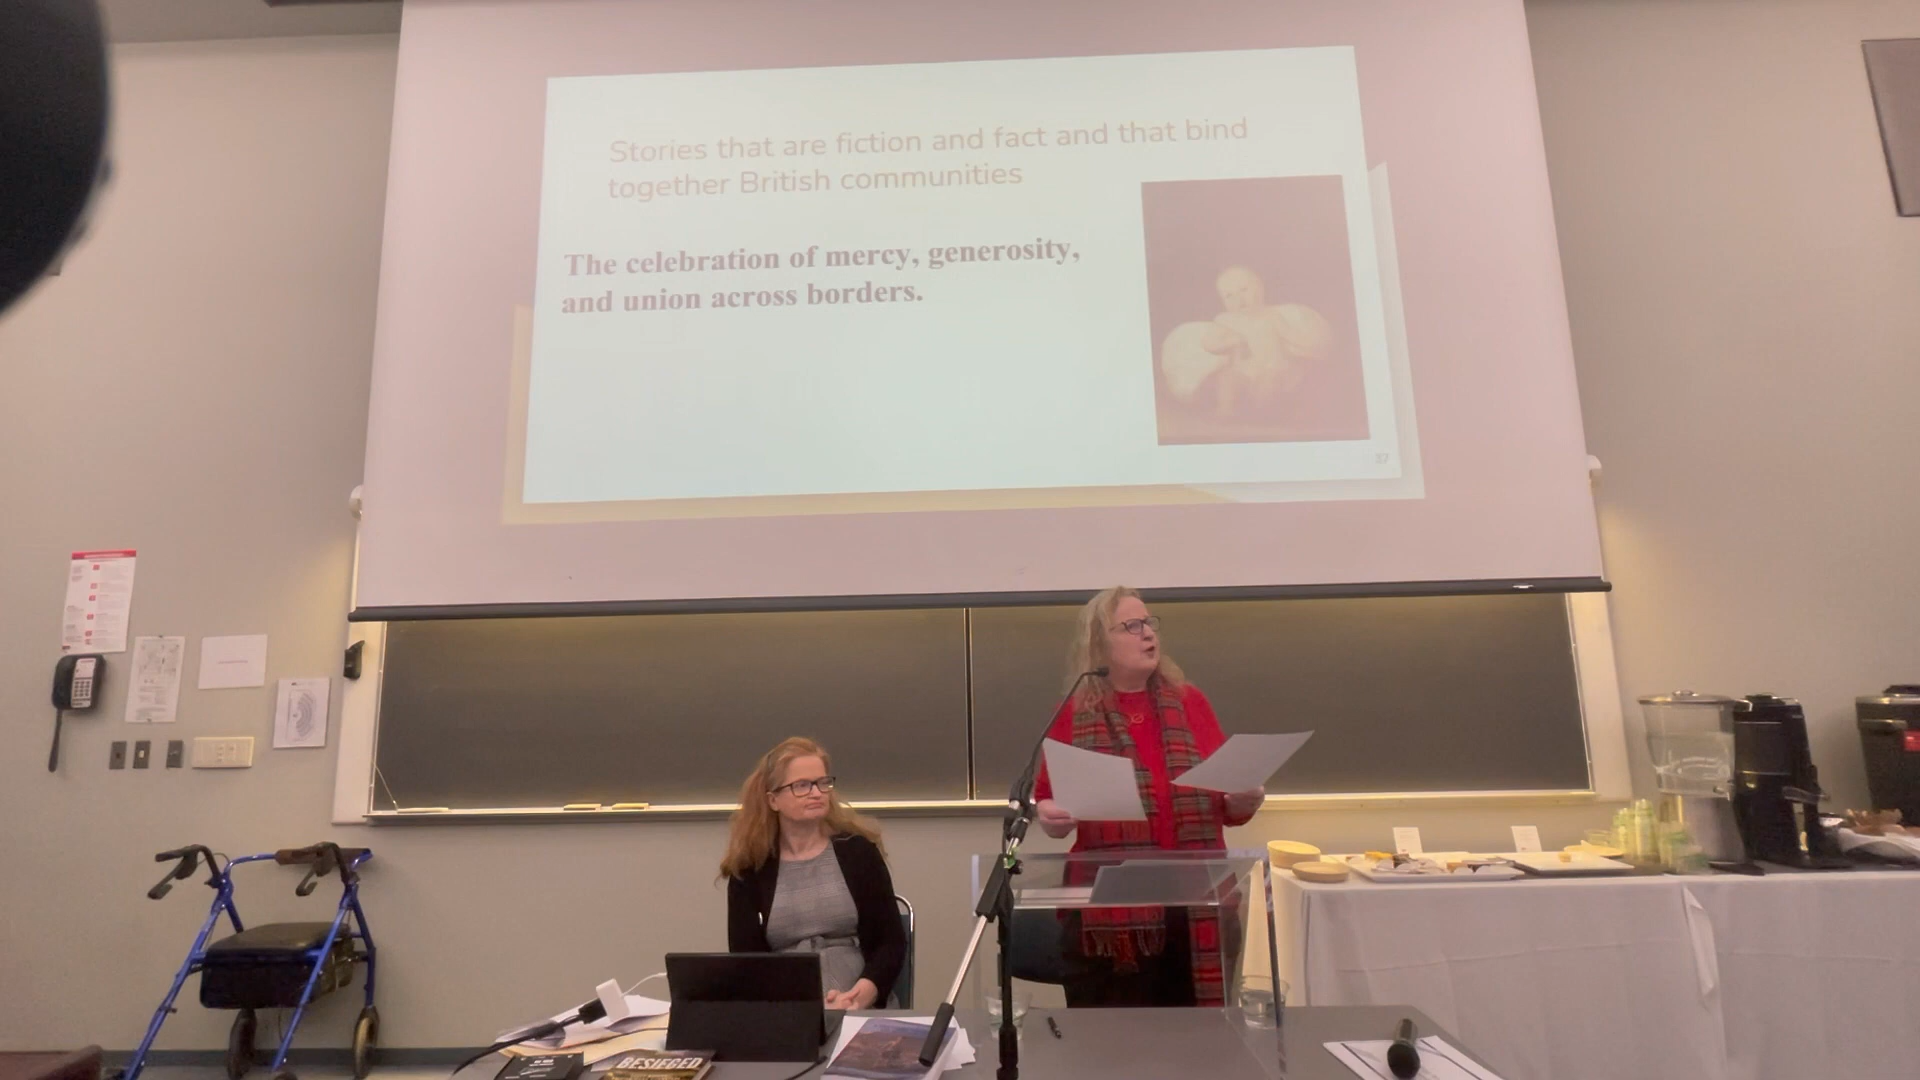 Stories that are fiction and fact and that bind
together British communities
The celebration of mercy, generosity,
and union across borders.
37
BESIEGED